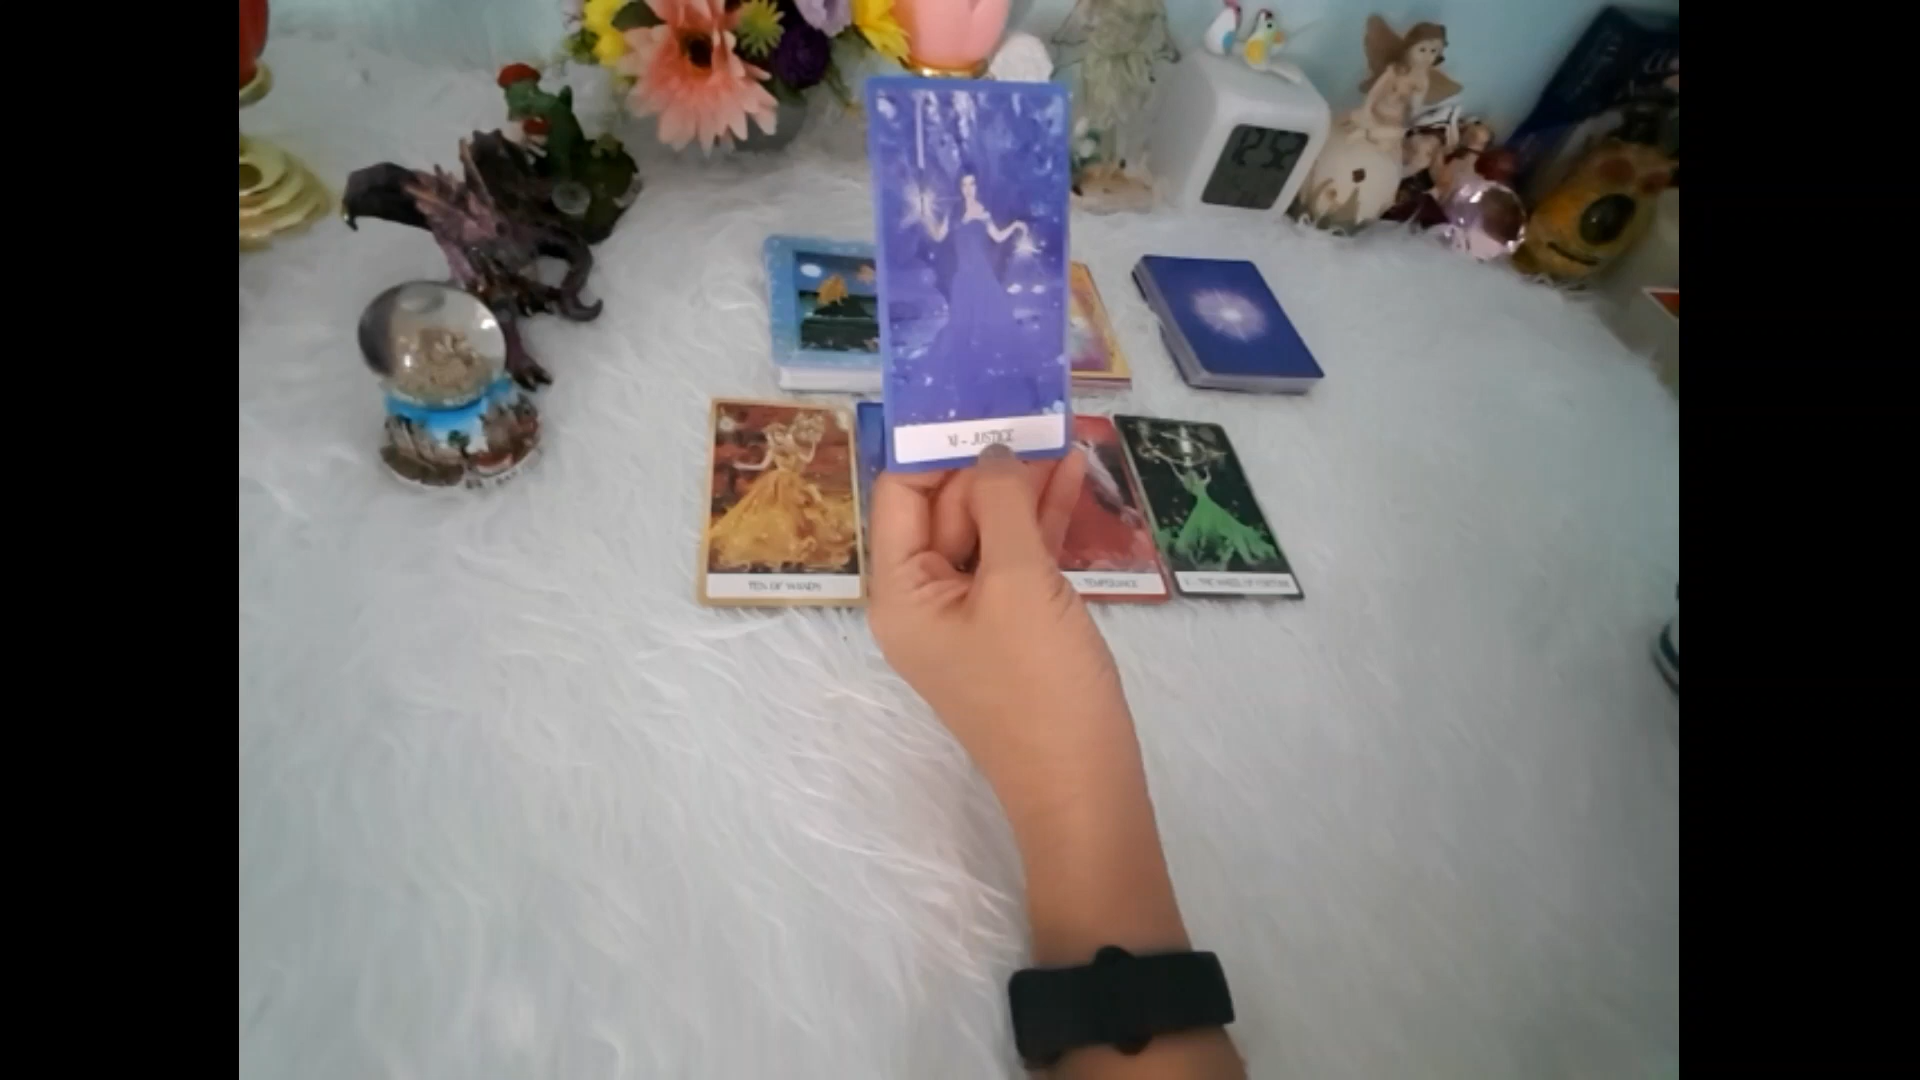 XI - JUSTICE
TEN OF WANDS
- TEMPERANCE
X - THE WHEEL OF FORTUNE